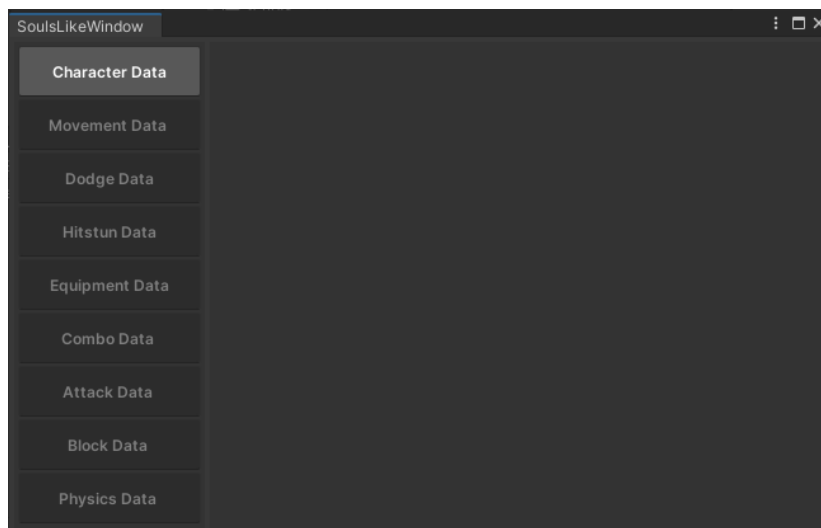 SoulsLikeWindow
Character Data
Movement Data
Dodge Data
Hitstun Data
Equipment Data
Combo Data
Attack Data
Block Data
Physics Data